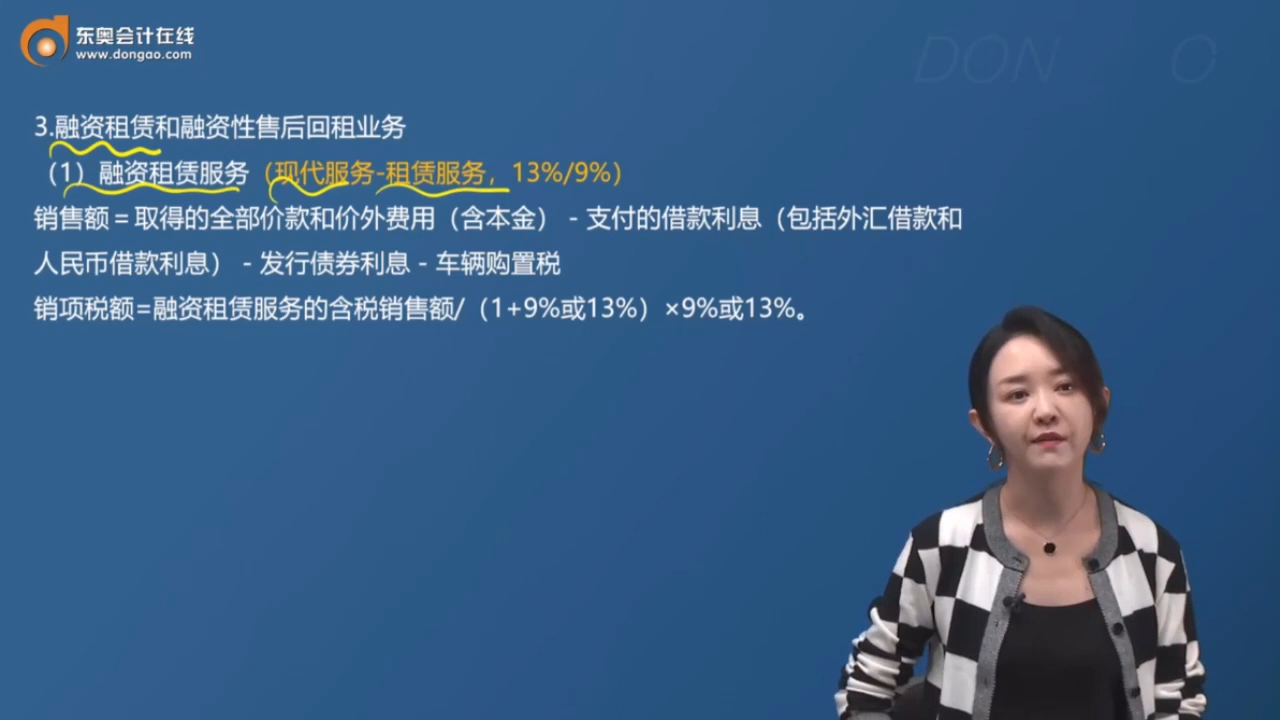 东奥会计在线
www.dongao.com
DON O
3.融资租赁和融资性售后回租业务
（1）融资租赁服务（现代服务-租赁服务，13%/9%）
销售额＝取得的全部价款和价外费用（含本金） - 支付的借款利息（包括外汇借款和
人民币借款利息） - 发行债券利息 - 车辆购置税
销项税额=融资租赁服务的含税销售额/（1+9%或13%）×9%或13%。